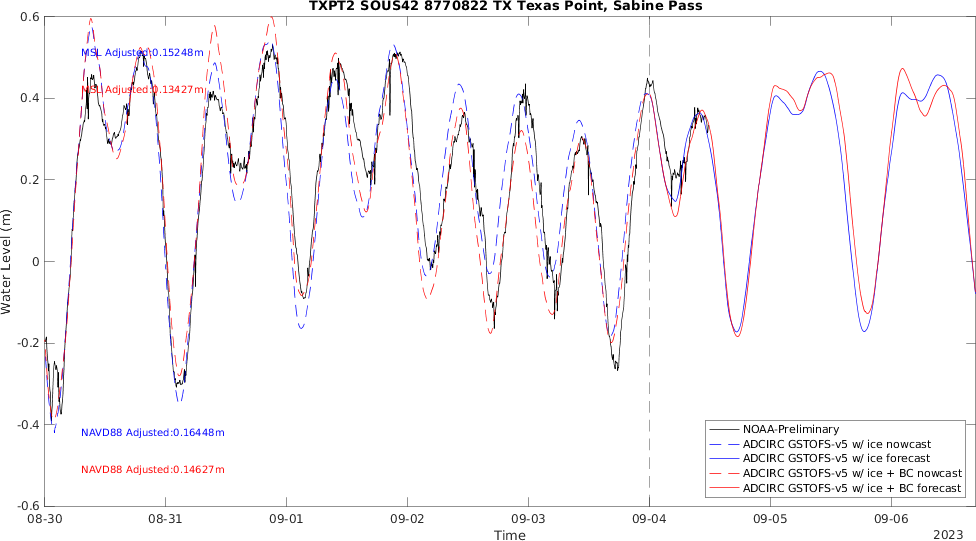 TXPT2 SOUS42 8770822 TX Texas Point, Sabine Pass
0.6
MSL Adjusted:0.15248m
MSL Adjusted:0.13427m
0.4
0.2
Water Level (m)
0
-0.2
-0.4
NAVD88 Adjusted:0.16448m
NAVD88 Adjusted:0.14627m
-0.6
NOAA-Preliminary
ADCIRC GSTOFS-v5 w/ ice nowcast
ADCIRC GSTOFS-v5 w/ ice forecast
ADCIRC GSTOFS-v5 w/ ice + BC nowcast
ADCIRC GSTOFS-v5 w/ ice + BC forecast
08-30 08-31 09-01 09-02 09-03 09-04 09-05 09-06
Time
2023